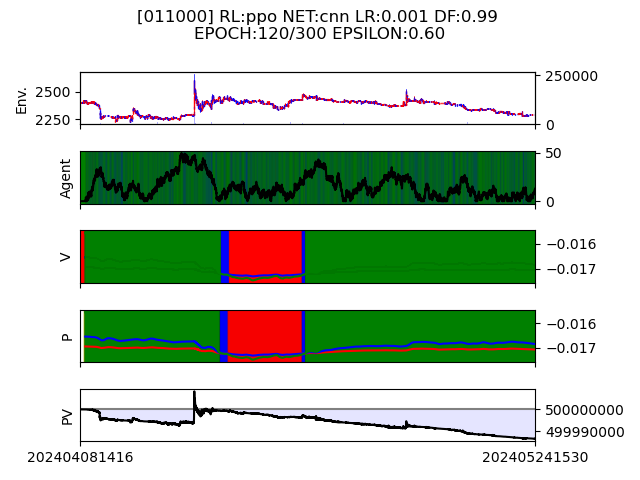 [011000] RL:ppo NET:cnn LR:0.001 DF:0.99
EPOCH:120/300 EPSILON:0.60
Env.
2500
2250
250000
0
Agent
50
0
V
−0.016
−0.017
P
−0.016
−0.017
PV
500000000
499990000
202404081416
202405241530